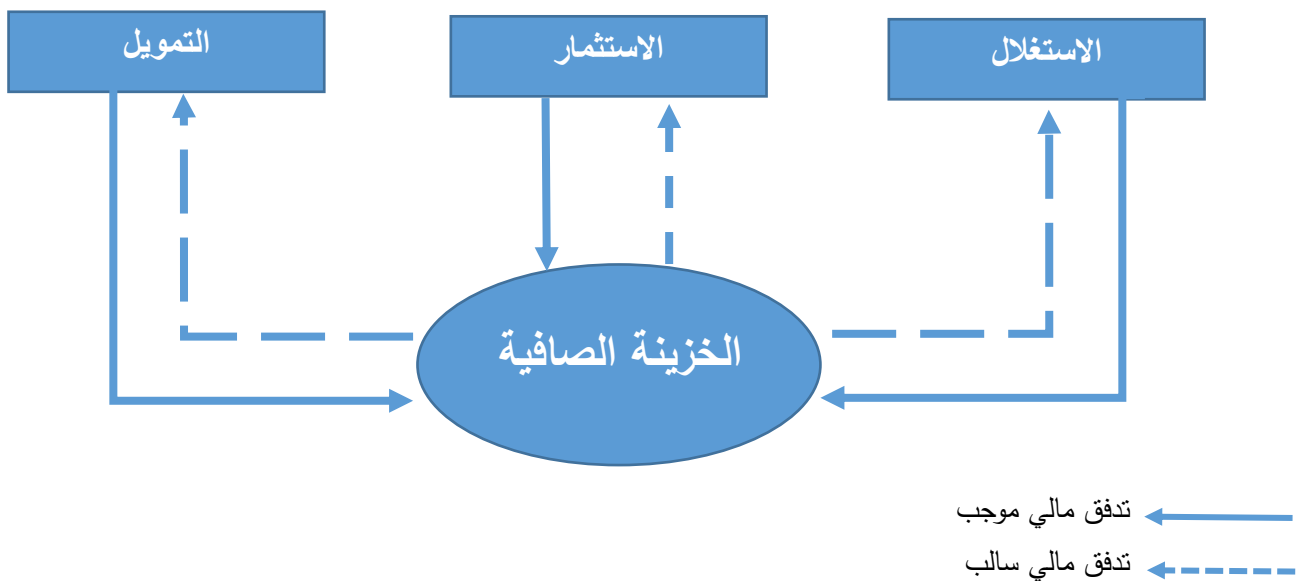 الاستغلال
الاستثمار
التمويل
الخزينة الصافية
تدفق مالي موجب
تدفق مالي سالب